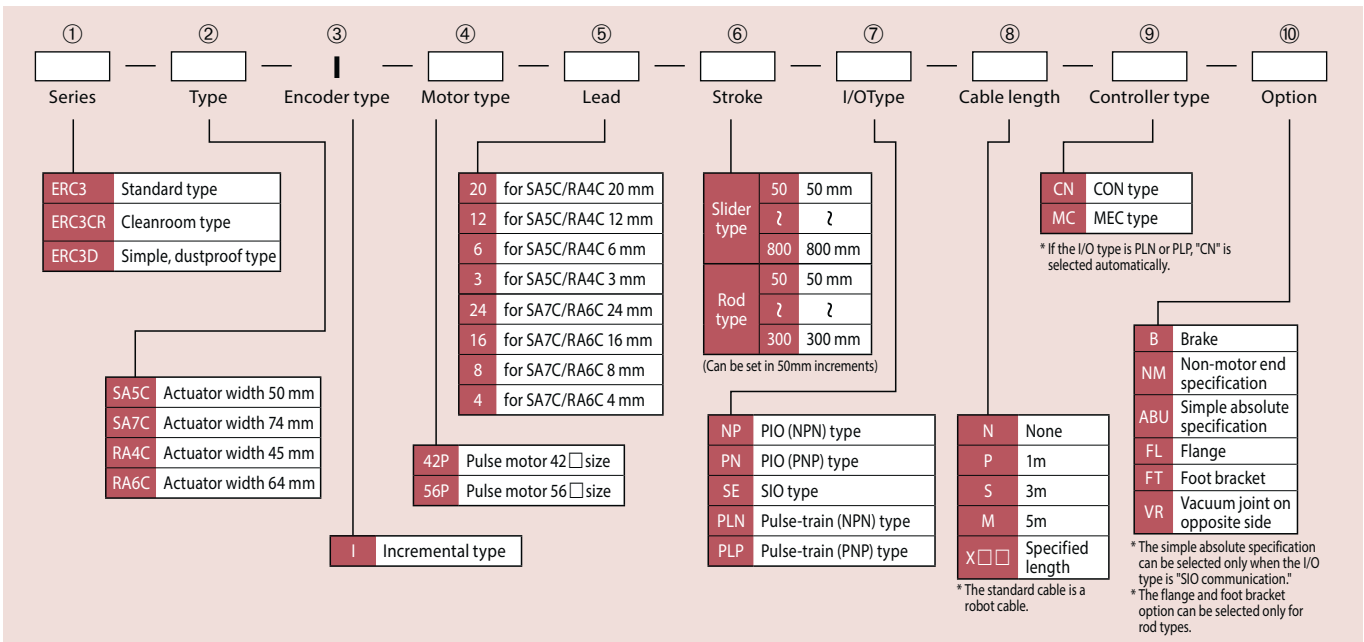 ① ② ③ ④ ⑤ ⑥ ⑦ ⑧ ⑨ ⑩
— — I — — — — — — —
Series Type Encoder type Motor type Lead Stroke I/OType Cable length Controller type Option
ERC3 Standard type
ERC3CR Cleanroom type
ERC3D Simple, dustproof type
SA5C Actuator width 50 mm
SA7C Actuator width 74 mm
RA4C Actuator width 45 mm
RA6C Actuator width 64 mm
I Incremental type
42P Pulse motor 42□size
56P Pulse motor 56□size
20 for SA5C/RA4C 20 mm
12 for SA5C/RA4C 12 mm
6 for SA5C/RA4C 6 mm
3 for SA5C/RA4C 3 mm
24 for SA7C/RA6C 24 mm
16 for SA7C/RA6C 16 mm
8 for SA7C/RA6C 8 mm
4 for SA7C/RA6C 4 mm
Slider
type
50 50 mm
≀ ≀
800 800 mm
Rod
type
50 50 mm
≀ ≀
300 300 mm
(Can be set in 50mm increments)
NP PIO (NPN) type
PN PIO (PNP) type
SE SIO type
PLN Pulse-train (NPN) type
PLP Pulse-train (PNP) type
N None
P 1m
S 3m
M 5m
X□□ Specified
length
* The standard cable is a
robot cable.
CN CON type
MC MEC type
* If the I/O type is PLN or PLP, "CN" is
selected automatically.
B Brake
NM Non-motor end
specification
ABU Simple absolute
specification
FL Flange
FT Foot bracket
VR Vacuum joint on
opposite side
* The simple absolute specification
can be selected only when the I/O
type is "SIO communication."
* The flange and foot bracket
option can be selected only for
rod types.